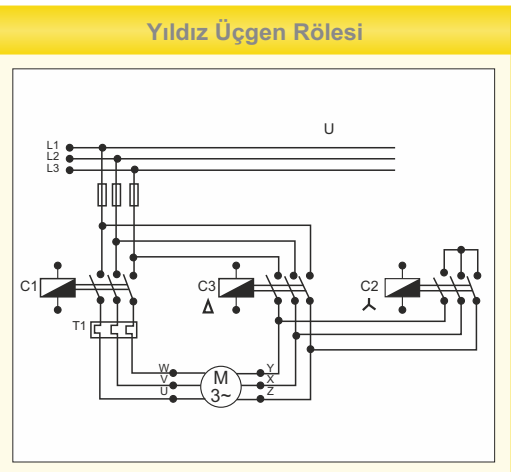 Yıldız Üçgen Rölesi
U
L1
L2
L3
C1
C3
C2
T1
W
V
U
M
3~
Y
X
Z